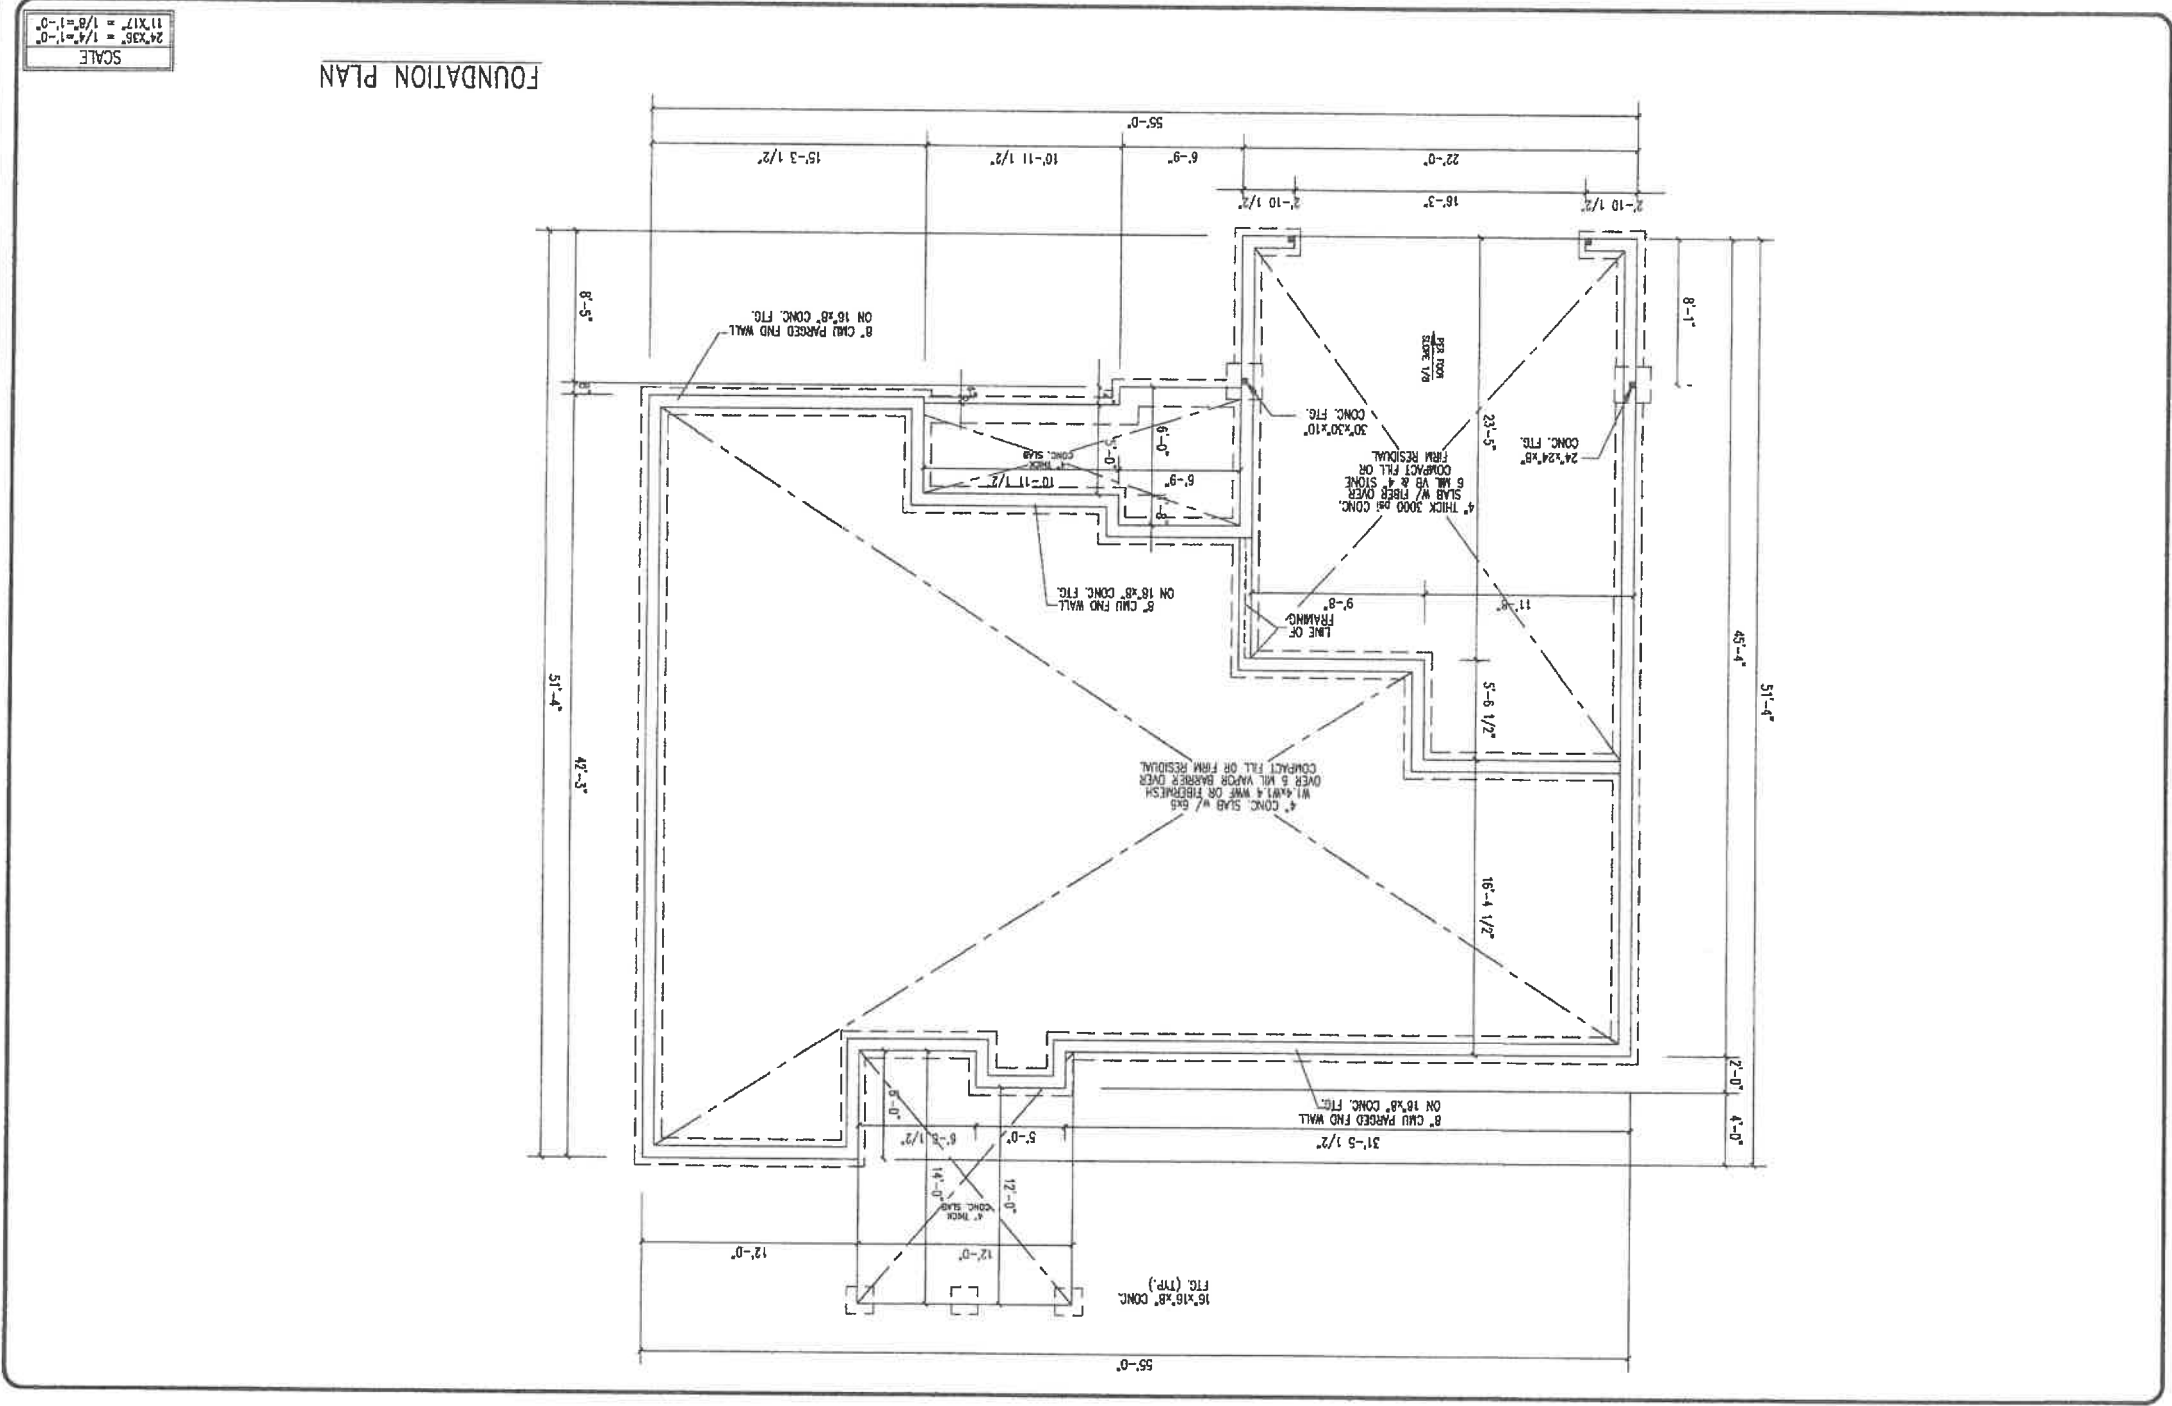 55'-0"
16"x16"x8" CONC.
FTG. (TYP.)
12'-0"
12'-0"
4" THICK
CONC. SLAB
12'-0"
14'-0"
31'-5 1/2"
5'-0"
6'-6 1/2"
6'-0"
4'-0"
2'-0"
8" CMU PARGED FND WALL
ON 16"x8" CONC. FTG.
16'-4 1/2"
4" CONC. SLAB w/ 6x6
W1.4xW1.4 WWF OR FIBERMESH
OVER 6 MIL VAPOR BARRIER OVER
COMPACT FILL OR FIRM RESIDUAL
51'-4"
45'-4"
5'-6 1/2"
42'-3"
51'-4"
LINE OF
FRAMING
11'-8"
9'-8"
8" CMU FND WALL
ON 16"x8" CONC. FTG.
4" THICK 3000 psi CONC.
SLAB W/ FIBER OVER
6 MIL VB & 4" STONE
COMPACT FILL OR
FIRM RESIDUAL
23'-5"
24"x24"x8"
CONC. FTG.
30"x30"x10"
CONC. FTG.
6'-9"
10'-11 1/2"
6'-0"
5'-0"
4" THICK
CONC. SLAB
SLOPE 1/8
PER FOOT
8" CMU PARGED FND WALL
ON 16"x8" CONC. FTG.
8'-1"
8"
8'-5"
2'-10 1/2"
16'-3"
2'-10 1/2"
22'-0"
6'-9"
10'-11 1/2"
15'-3 1/2"
55'-0"
FOUNDATION PLAN
SCALE
24"X36" = 1/4"=1'-0"
11"X17" = 1/8"=1'-0"